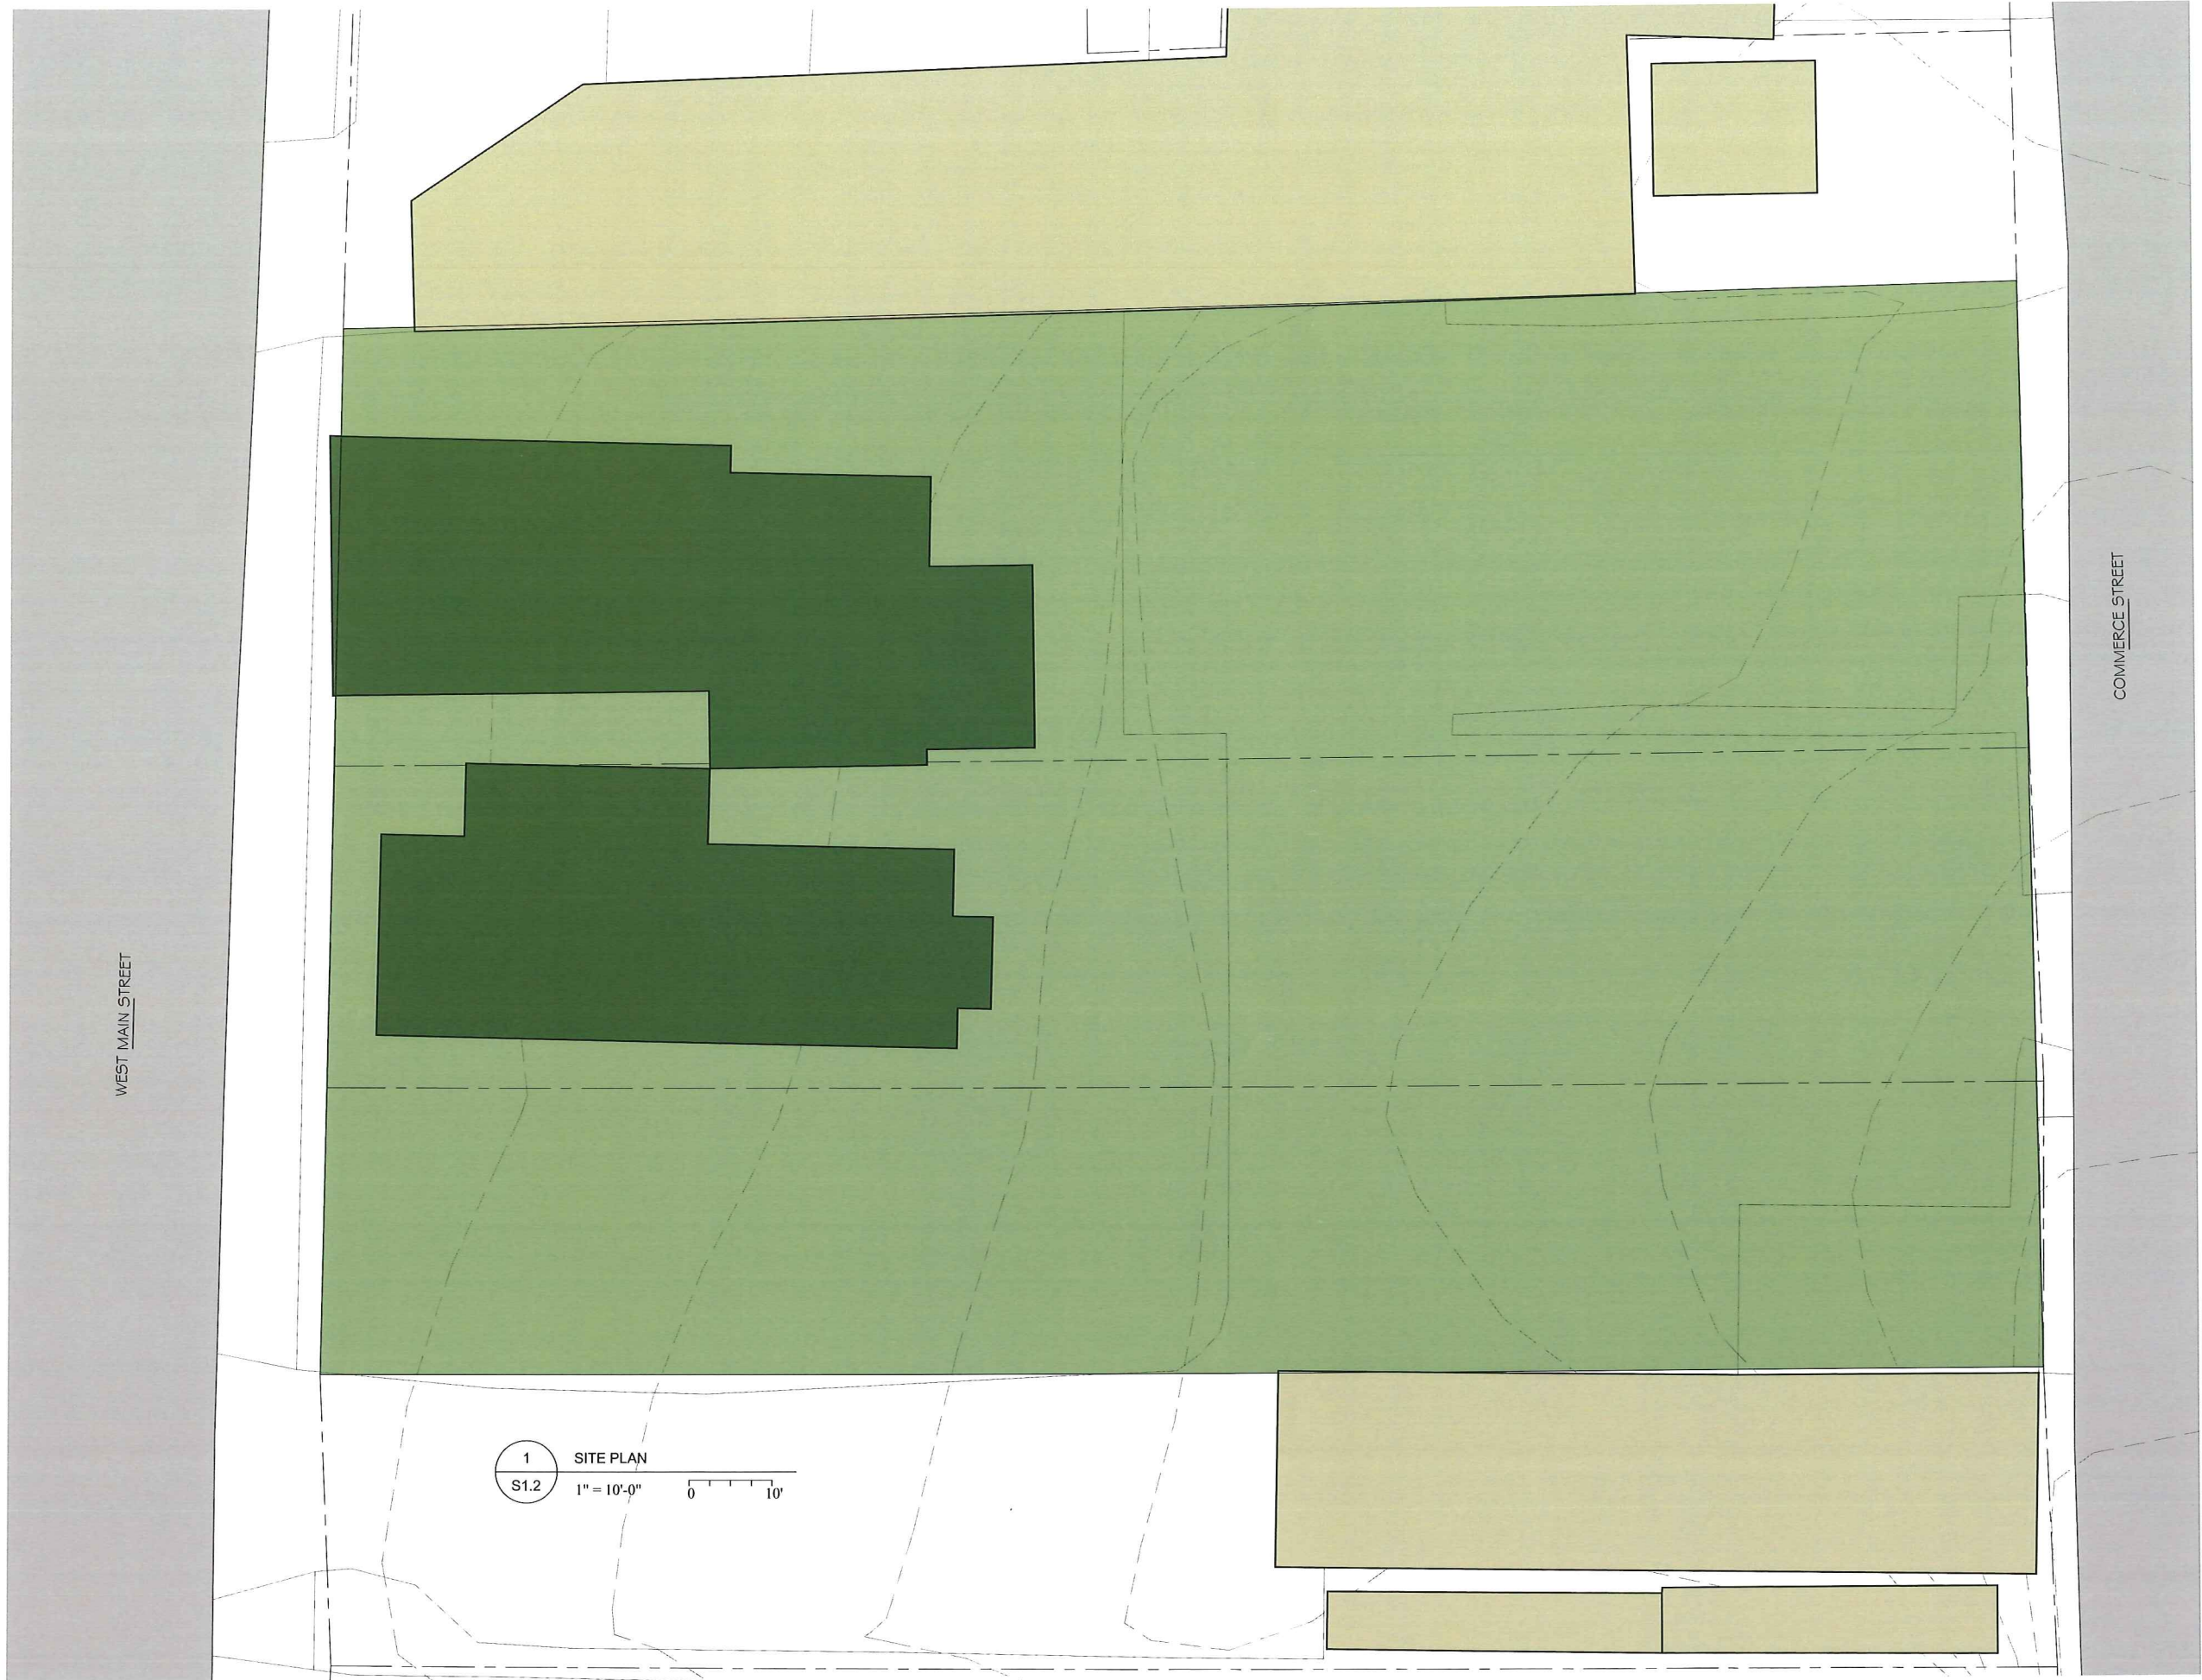 WEST MAIN STREET
COMMERCE STREET
1
S1.2
SITE PLAN
1" = 10'-0"
0 10'